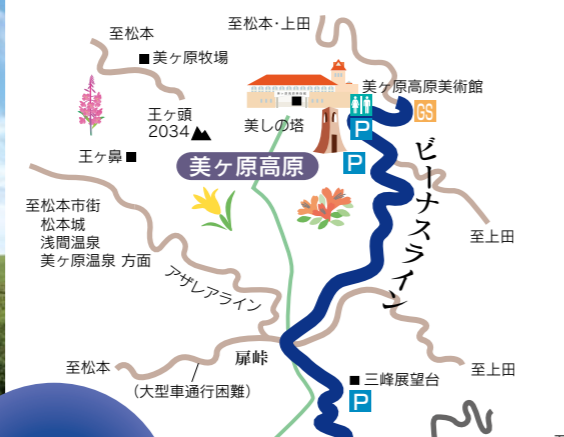 至松本・上田
至松本
美ヶ原牧場
美ヶ原高原美術館
GS
王ヶ頭
2034
美しの塔
P
王ヶ鼻
P
美ヶ原高原
ビーナスライン
至松本市街
松本城
浅間温泉
美ヶ原温泉 方面
至上田
アザレアライン
扉峠
至松本
至上田
(大型車通行困難)
三峰展望台
P